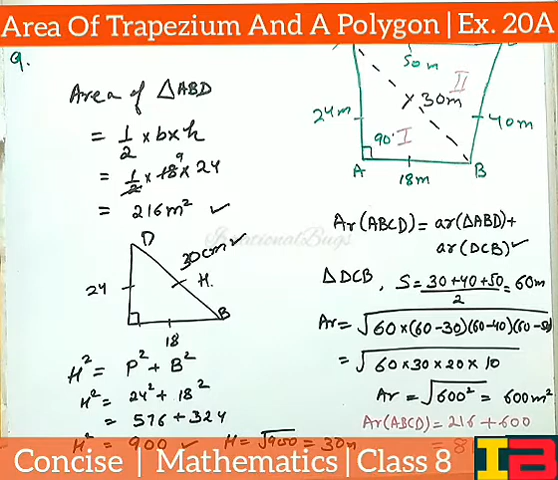 Area Of Trapezium And A Polygon | Ex. 20A
9.
Area of △ABD
= 1/2 × b × h
= 1/2 × 18 9 × 24
= 216m² ✓
50m
24m
30m
II
40m
90°
I
A
18m
B
Ar(ABCD) = ar(△ABD) +
ar(DCB) ✓
IrrationalBugs
D
30cm ✓
24
H.
B
18
△DCB, S = 30+40+50/2 = 60m
Ar = √60×(60-30)(60-40)(60-50)
= √60×30×20×10
Ar = √600² = 600m²
Ar(ABCD) = 216 + 600
H² = P² + B²
H² = 24² + 18²
= 576 + 324
H² = 900 ✓ H = √900 = 30m
Concise | Mathematics | Class 8
IB